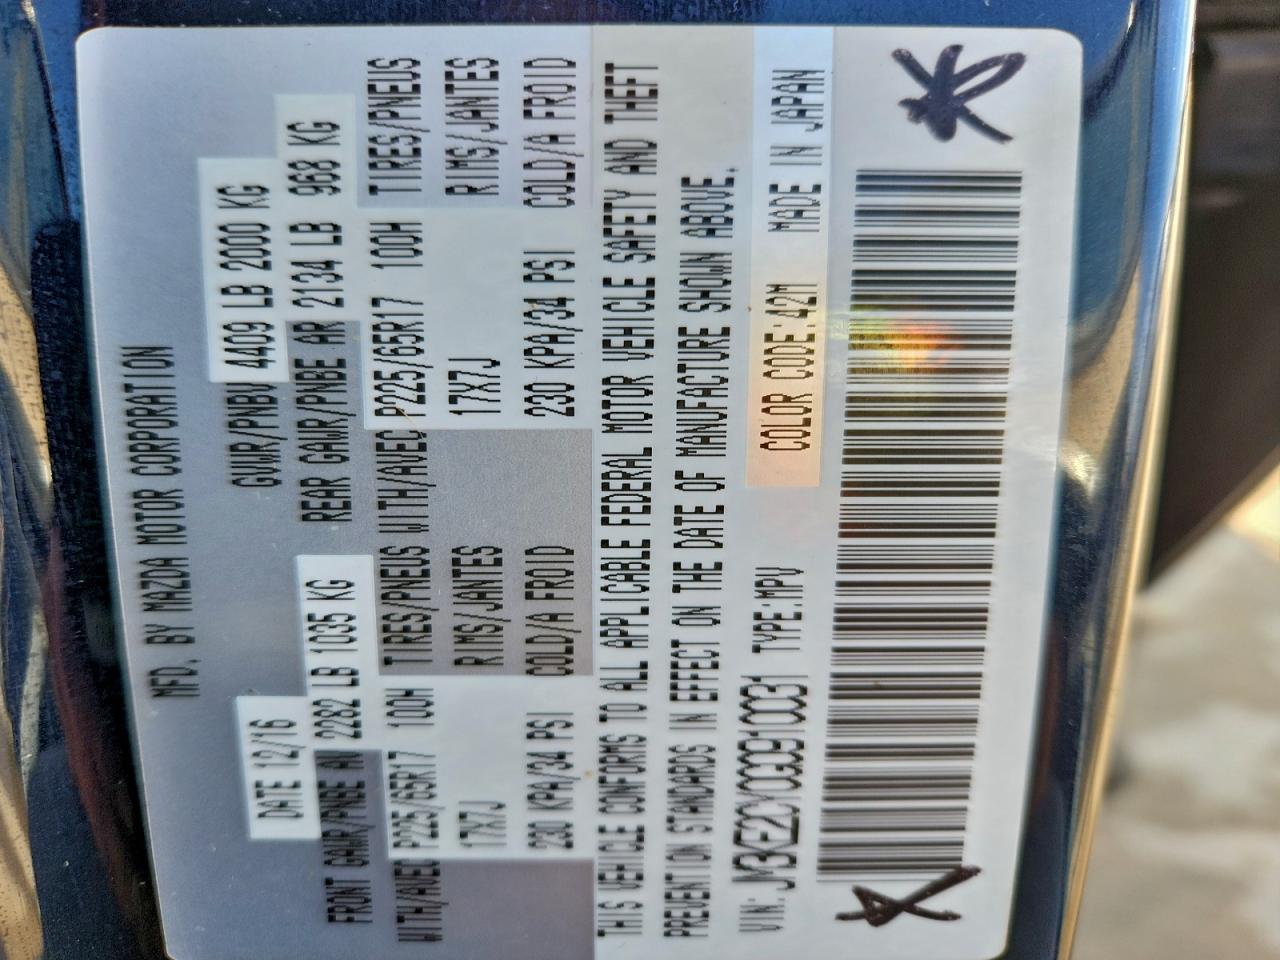 MFD. BY MAZDA MOTOR CORPORATION
DATE 12/16 GVWR/PNBV 4409 LB 2000 KG
FRONT GAWR/PNBE AV 2282 LB 1035 KG REAR GAWR/PNBE AR 2134 LB 968 KG
WITH/AVEC P225/65R17 100H TIRES/PNEUS WITH/AVEC P225/65R17 100H TIRES/PNEUS
17X7J RIMS/JANTES 17X7J RIMS/JANTES
230 KPA/34 PSI COLD/A FROID 230 KPA/34 PSI COLD/A FROID
THIS VEHICLE CONFORMS TO ALL APPLICABLE FEDERAL MOTOR VEHICLE SAFETY AND THEFT
PREVENTION STANDARDS IN EFFECT ON THE DATE OF MANUFACTURE SHOWN ABOVE.
VIN: TYPE:MPV COLOR CODE:42M MADE IN JAPAN